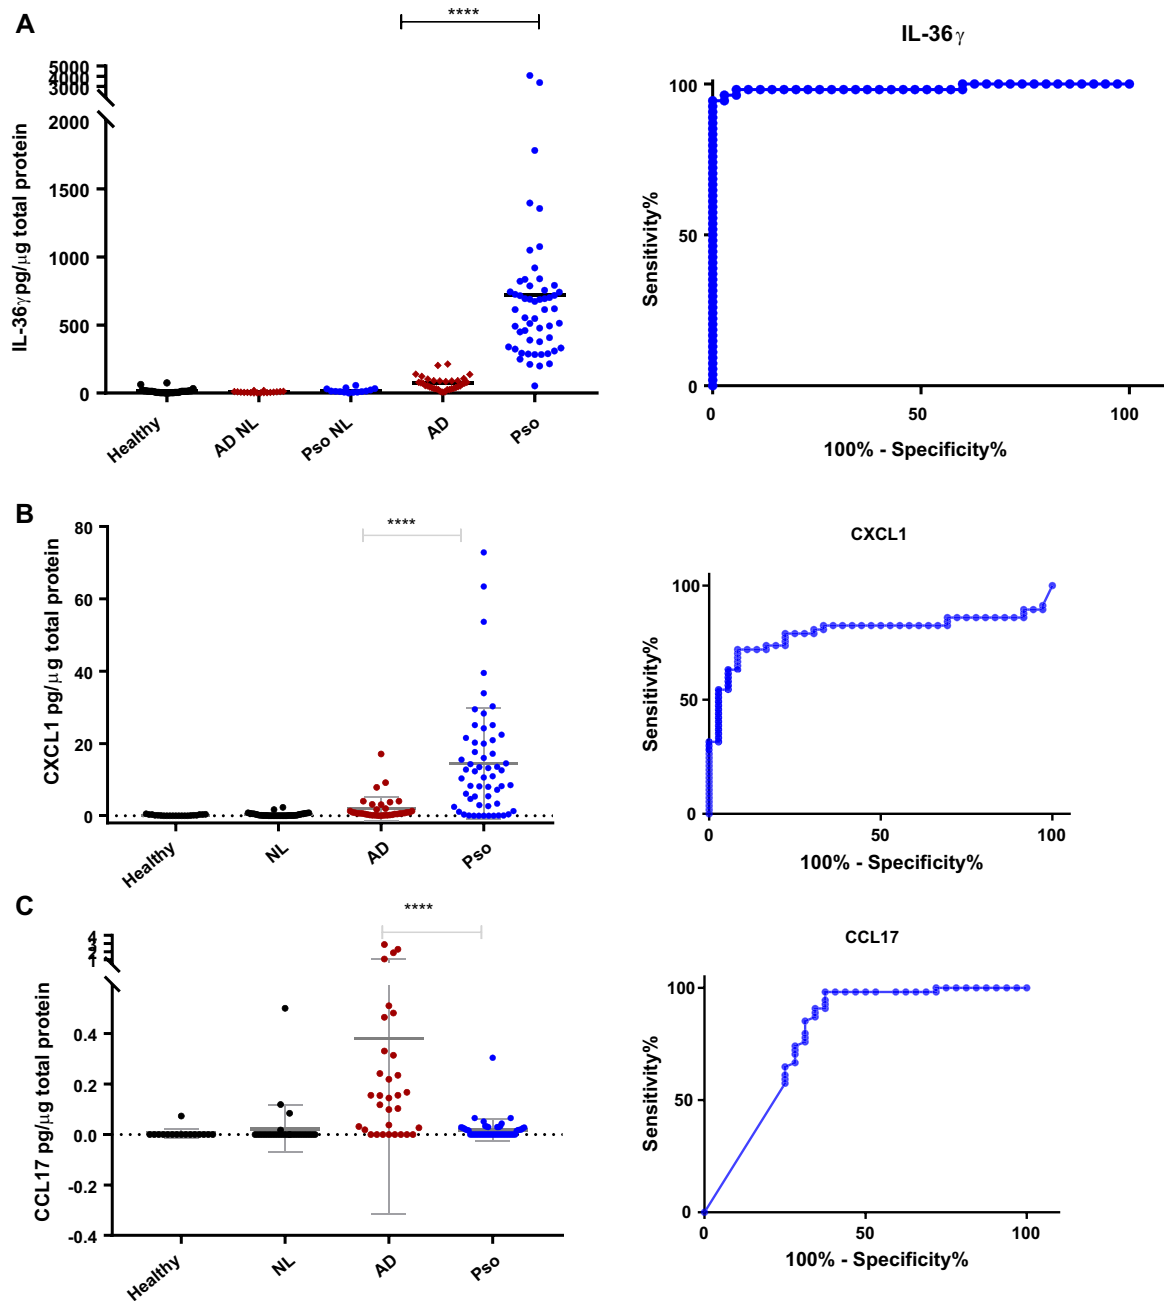 A
****
IL-36γ
5000
4000
3000
2000
1500
1000
500
0
IL-36γ pg/μg total protein
Healthy
AD NL
Pso NL
AD
Pso
100
50
0
Sensitivity%
0
50
100
100% - Specificity%
B
****
CXCL1
80
60
40
20
0
CXCL1 pg/μg total protein
Healthy
NL
AD
Pso
100
50
0
Sensitivity%
0
50
100
100% - Specificity%
C
****
CCL17
4
3
2
1
0.4
0.2
0.0
-0.2
-0.4
CCL17 pg/μg total protein
Healthy
NL
AD
Pso
100
50
0
Sensitivity%
0
50
100
100% - Specificity%